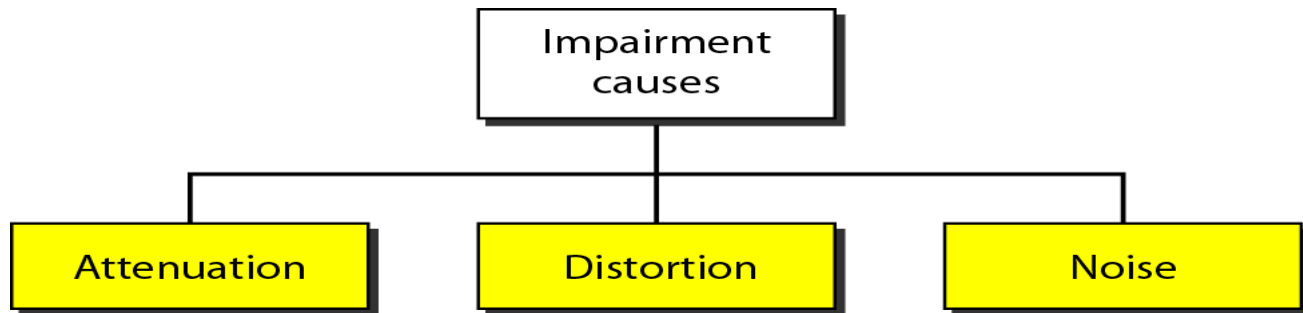 Impairment
causes
Attenuation
Distortion
Noise